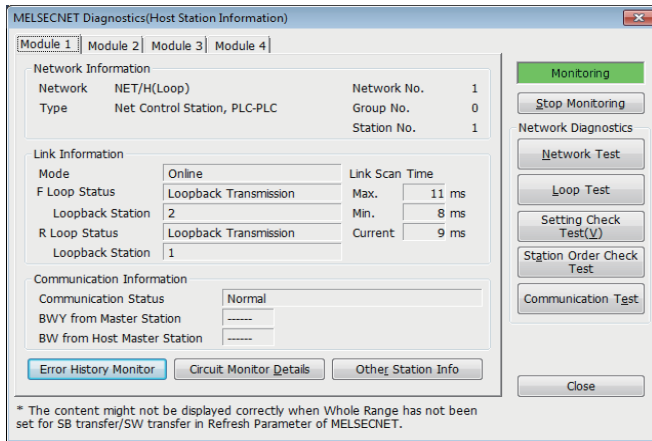 MELSECNET Diagnostics(Host Station Information)
Module 1 Module 2 Module 3 Module 4
Network Information
Network NET/H(Loop) Network No. 1
Type Net Control Station, PLC-PLC Group No. 0
Station No. 1
Link Information
Mode Online Link Scan Time
F Loop Status Loopback Transmission Max. 11 ms
Loopback Station 2 Min. 8 ms
R Loop Status Loopback Transmission Current 9 ms
Loopback Station 1
Communication Information
Communication Status Normal
BWY from Master Station ------
BW from Host Master Station ------
Error History Monitor Circuit Monitor Details Other Station Info
Monitoring
Stop Monitoring
Network Diagnostics
Network Test
Loop Test
Setting Check
Test(V)
Station Order Check
Test
Communication Test
Close
* The content might not be displayed correctly when Whole Range has not been
set for SB transfer/SW transfer in Refresh Parameter of MELSECNET.